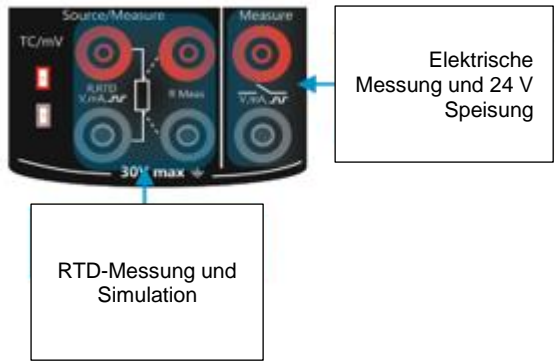 Source/Measure
Measure
TC/mV
R,RTD
V,mA,
R Meas
V,mA,
30V max
Elektrische
Messung und 24 V
Speisung
RTD-Messung und
Simulation